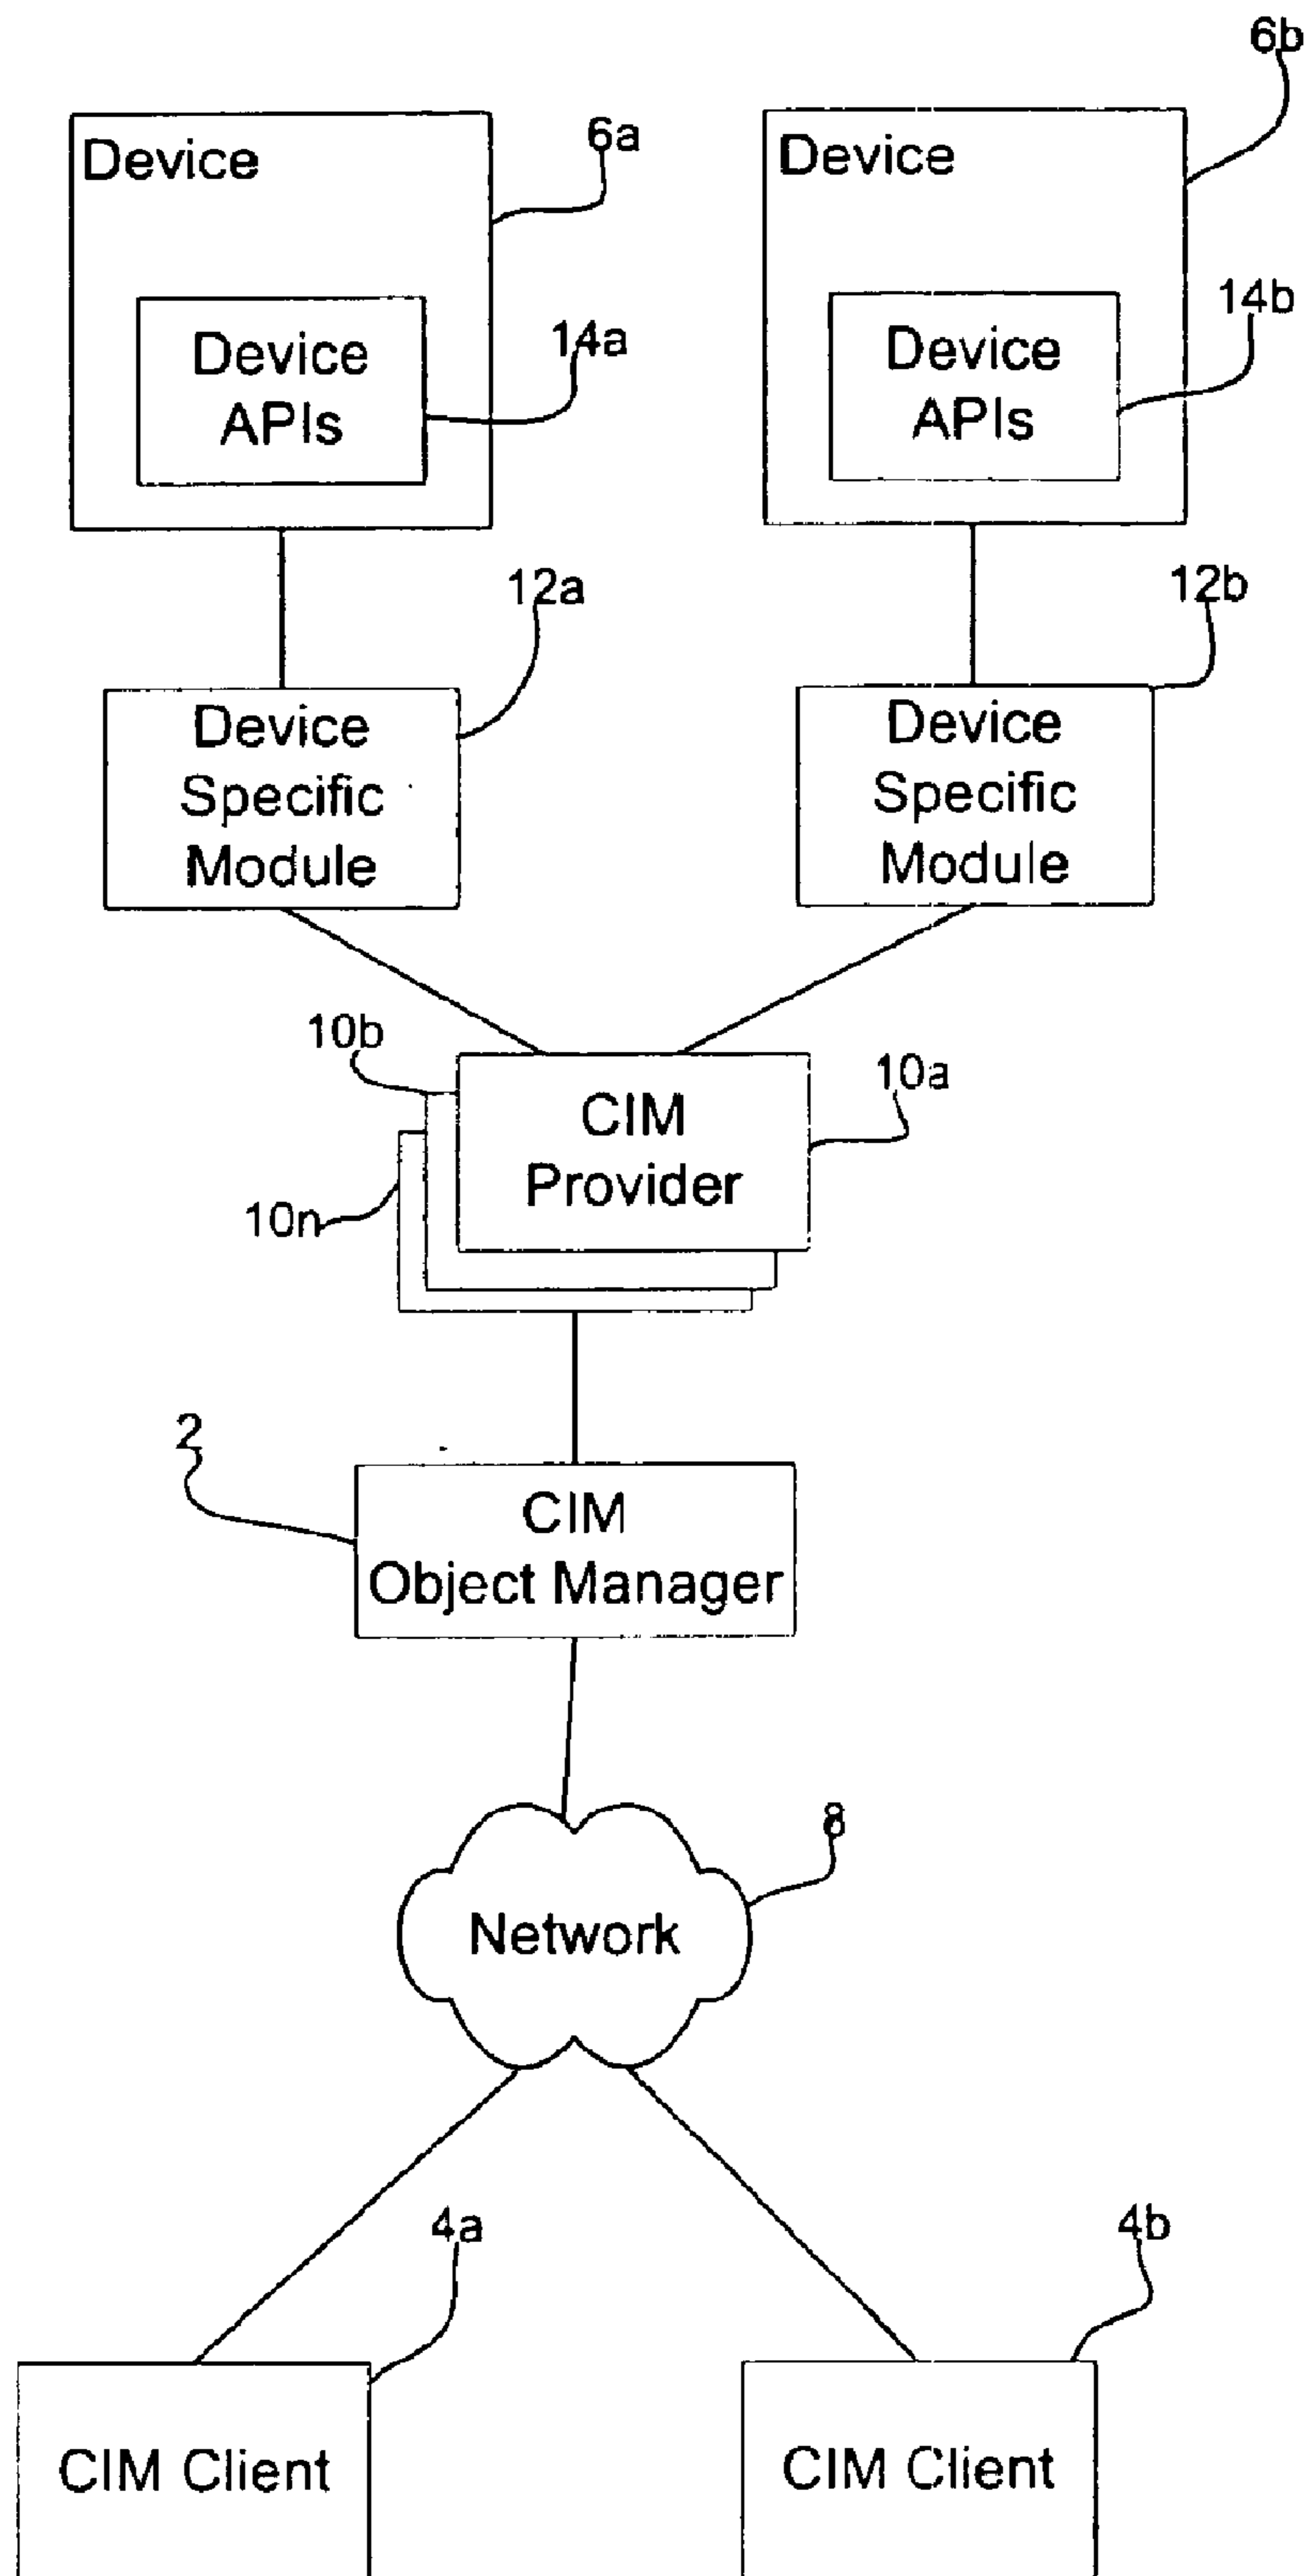 6b
6a
Device
Device
14b
14a
Device
APIs
Device
APIs
12a
12b
Device
Specific
Module
Device
Specific
Module
10b
10a
CIM
Provider
10n
2
CIM
Object Manager
8
Network
4a
4b
CIM Client
CIM Client